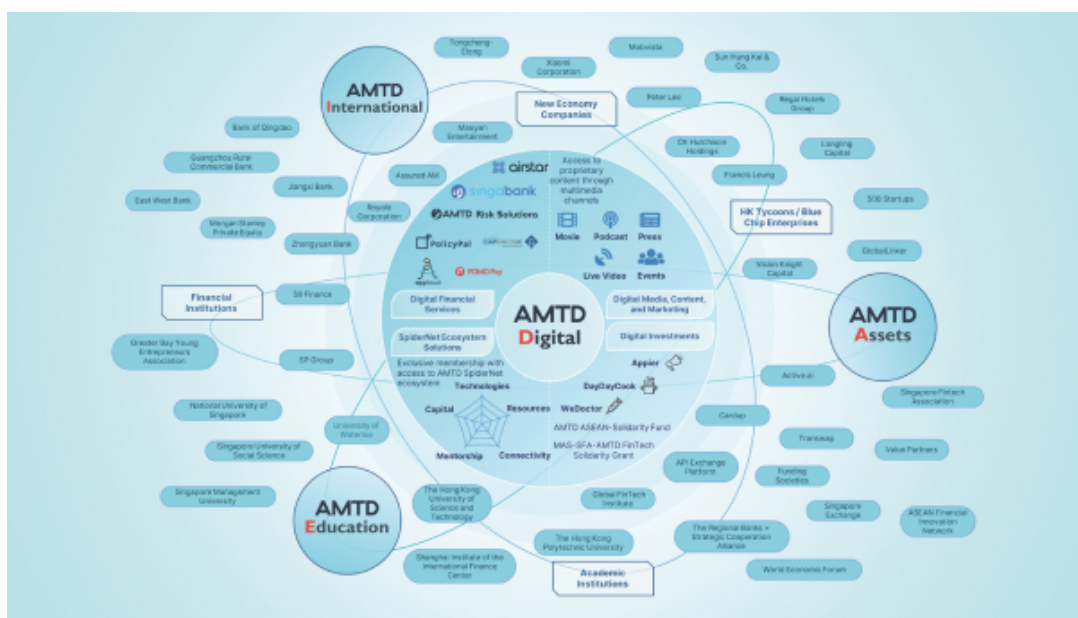 AMTD
International
Tongcheng-
Elong
Xiaomi
Corporation
Mobvista
Sun Hung Kai &
Co.
New Economy
Companies
Peter Lee
Regal Hotels
Group
Bank of Qingdao
Maoyan
Entertainment
CK Hutchison
Holdings
Langling
Capital
Guangzhou Rural
Commercial Bank
Jiangxi Bank
Assured AM
Francis Leung
East West Bank
Royole
Corporation
500 Startups
Morgan Stanley
Private Equity
HK Tycoons / Blue
Chip Enterprises
Zhongyuan Bank
GlobalLinker
Vision Knight
Capital
Financial
Institutions
SB Finance
airstar
singabank
AMTD Risk Solutions
PolicyPal
FOMO Pay
Access to
proprietary
content through
multimedia
channels
Movie
Podcast
Press
Live Video
Events
Digital Financial
Services
Digital Media, Content,
and Marketing
AMTD
Digital
SpiderNet Ecosystem
Solutions
Digital Investments
AMTD
Assets
Exclusive membership with
access to AMTD SpiderNet
ecosystem
Technologies
Capital
Resources
Mentorship
Connectivity
Appier
DayDayCook
WeDoctor
AMTD ASEAN-Solidarity Fund
MAS-SFA-AMTD FinTech
Solidarity Grant
Greater Bay Young
Entrepreneurs
Association
SP Group
Active.ai
Singapore Fintech
Association
National University of
Singapore
University of
Waterloo
Cardup
Transwap
Value Partners
Singapore University of
Social Science
API Exchange
Platform
Funding
Societies
Singapore Management
University
AMTD
Education
The Hong Kong
University of
Science and
Technology
Global FinTech
Institute
Singapore
Exchange
ASEAN Financial
Innovation
Network
The Regional Banks +
Strategic Cooperation
Alliance
The Hong Kong
Polytechnic University
Shanghai Institute of the
International Finance
Center
Academic
Institutions
World Economic Forum